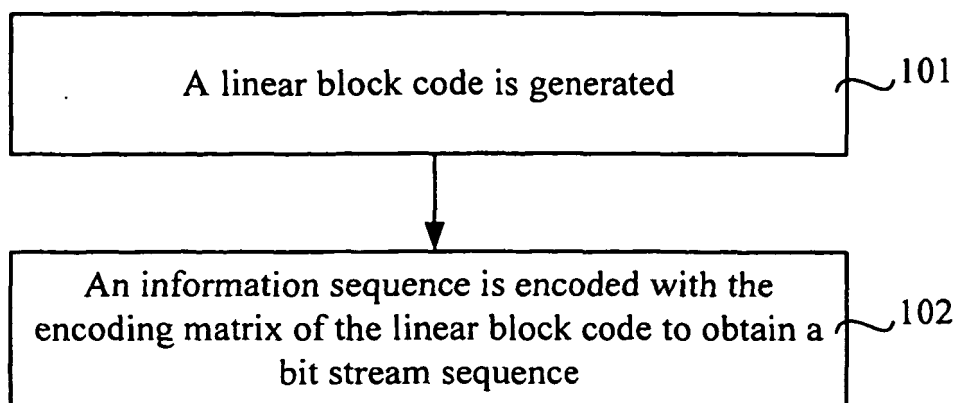 A linear block code is generated
101
An information sequence is encoded with the
encoding matrix of the linear block code to obtain a
bit stream sequence
102